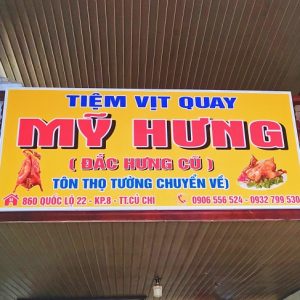 TIỆM VỊT QUAY
MỸ HƯNG
( ĐẮC HƯNG CŨ )
TÔN THỌ TƯỜNG CHUYỂN VỀ)
860 QUỐC LỘ 22 - KP.8 - TT.CỦ CHI 0906 556 524 - 0932 799 530